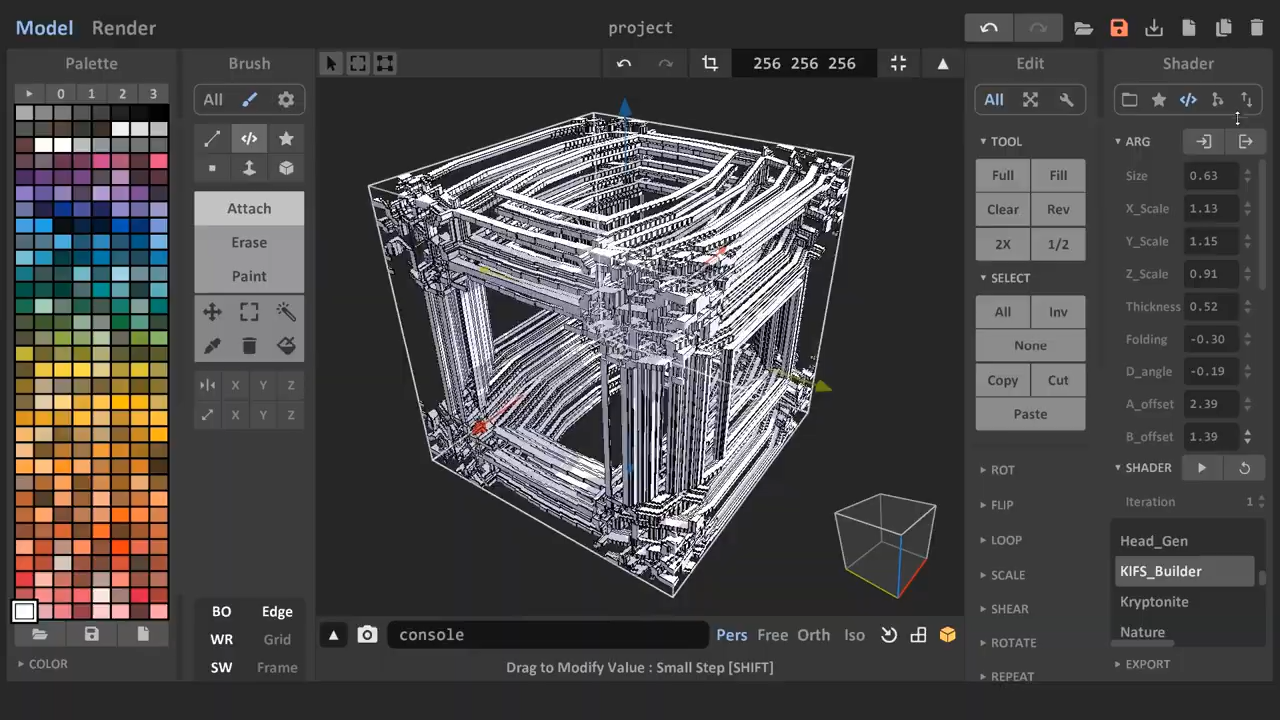 Model Render
project
Palette
0 1 2 3
COLOR
Brush
All
Attach
Erase
Paint
X Y Z
X Y Z
BO Edge
WR Grid
SW Frame
256 256 256
console
Pers Free Orth Iso
Drag to Modify Value : Small Step [SHIFT]
Edit
All
TOOL
Full Fill
Clear Rev
2X 1/2
SELECT
All Inv
None
Copy Cut
Paste
ROT
FLIP
LOOP
SCALE
SHEAR
ROTATE
REPEAT
Shader
ARG
Size 0.63
X_Scale 1.13
Y_Scale 1.15
Z_Scale 0.91
Thickness 0.52
Folding -0.30
D_angle -0.19
A_offset 2.39
B_offset 1.39
SHADER
Iteration 1
Head_Gen
KIFS_Builder
Kryptonite
Nature
EXPORT